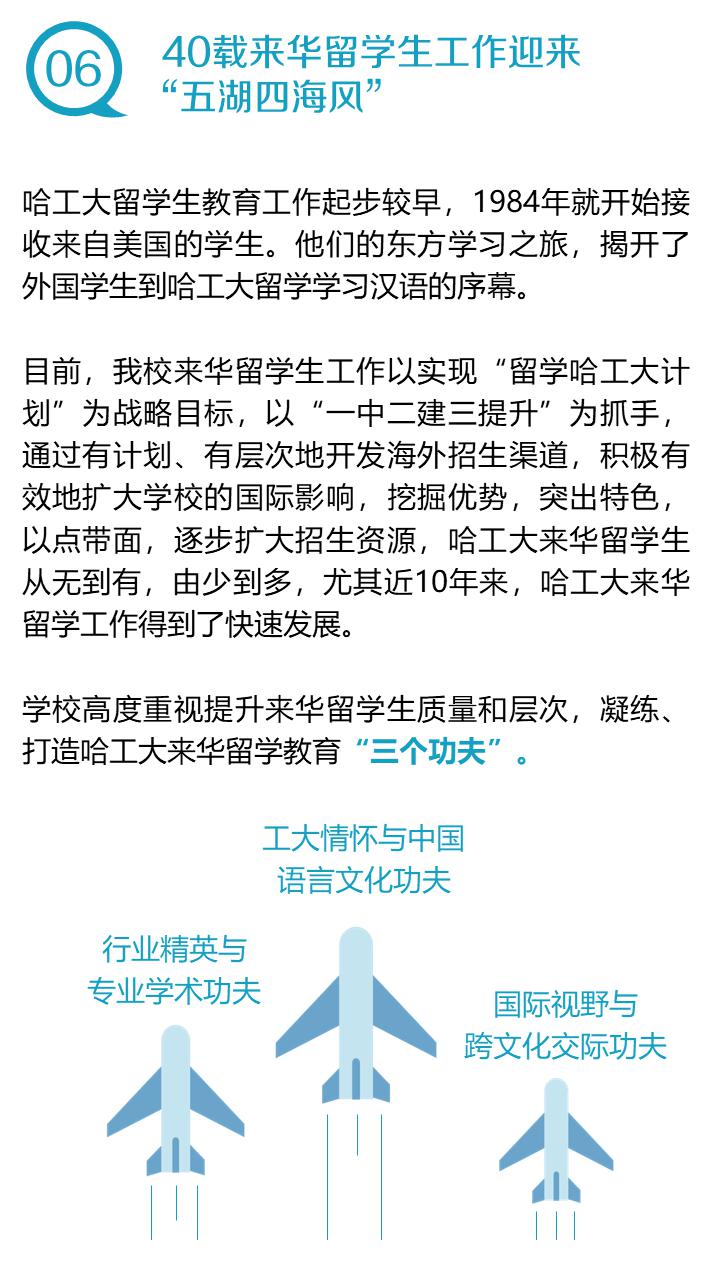 06
40载来华留学生工作迎来
“五湖四海风”
哈工大留学生教育工作起步较早，1984年就开始接
收来自美国的学生。他们的东方学习之旅，揭开了
外国学生到哈工大留学学习汉语的序幕。
目前，我校来华留学生工作以实现“留学哈工大计
划”为战略目标，以“一中二建三提升”为抓手，
通过有计划、有层次地开发海外招生渠道，积极有
效地扩大学校的国际影响，挖掘优势，突出特色，
以点带面，逐步扩大招生资源，哈工大来华留学生
从无到有，由少到多，尤其近10年来，哈工大来华
留学工作得到了快速发展。
学校高度重视提升来华留学生质量和层次，凝练、
打造哈工大来华留学教育“三个功夫”。
工大情怀与中国
语言文化功夫
行业精英与
专业学术功夫
国际视野与
跨文化交际功夫